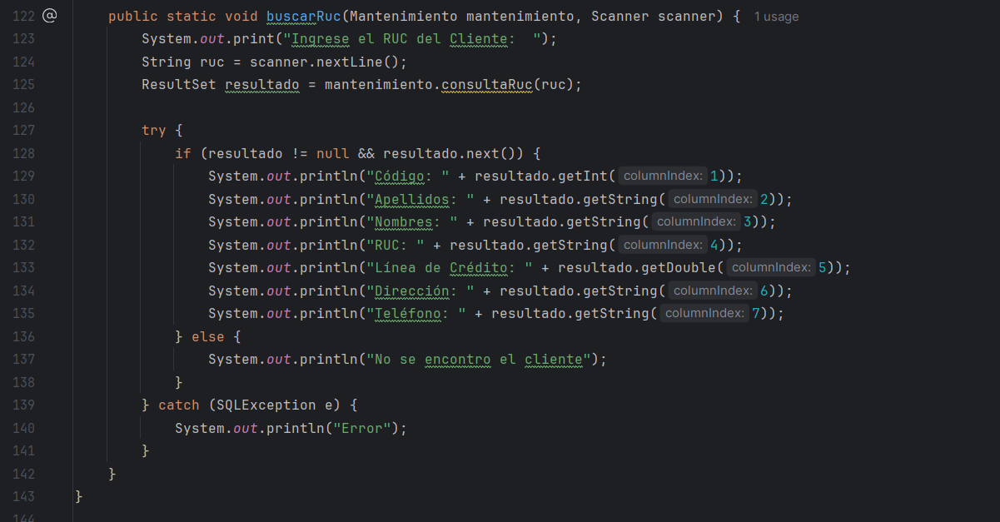 122 @ public static void buscarRuc(Mantenimiento mantenimiento, Scanner scanner) { 1 usage
123 System.out.print("Ingrese el RUC del Cliente:  ");
124 String ruc = scanner.nextLine();
125 ResultSet resultado = mantenimiento.consultaRuc(ruc);
126
127 try {
128 if (resultado != null && resultado.next()) {
129 System.out.println("Código: " + resultado.getInt( columnIndex: 1));
130 System.out.println("Apellidos: " + resultado.getString( columnIndex: 2));
131 System.out.println("Nombres: " + resultado.getString( columnIndex: 3));
132 System.out.println("RUC: " + resultado.getString( columnIndex: 4));
133 System.out.println("Línea de Crédito: " + resultado.getDouble( columnIndex: 5));
134 System.out.println("Dirección: " + resultado.getString( columnIndex: 6));
135 System.out.println("Teléfono: " + resultado.getString( columnIndex: 7));
136 } else {
137 System.out.println("No se encontro el cliente");
138 }
139 } catch (SQLException e) {
140 System.out.println("Error");
141 }
142 }
143 }
144